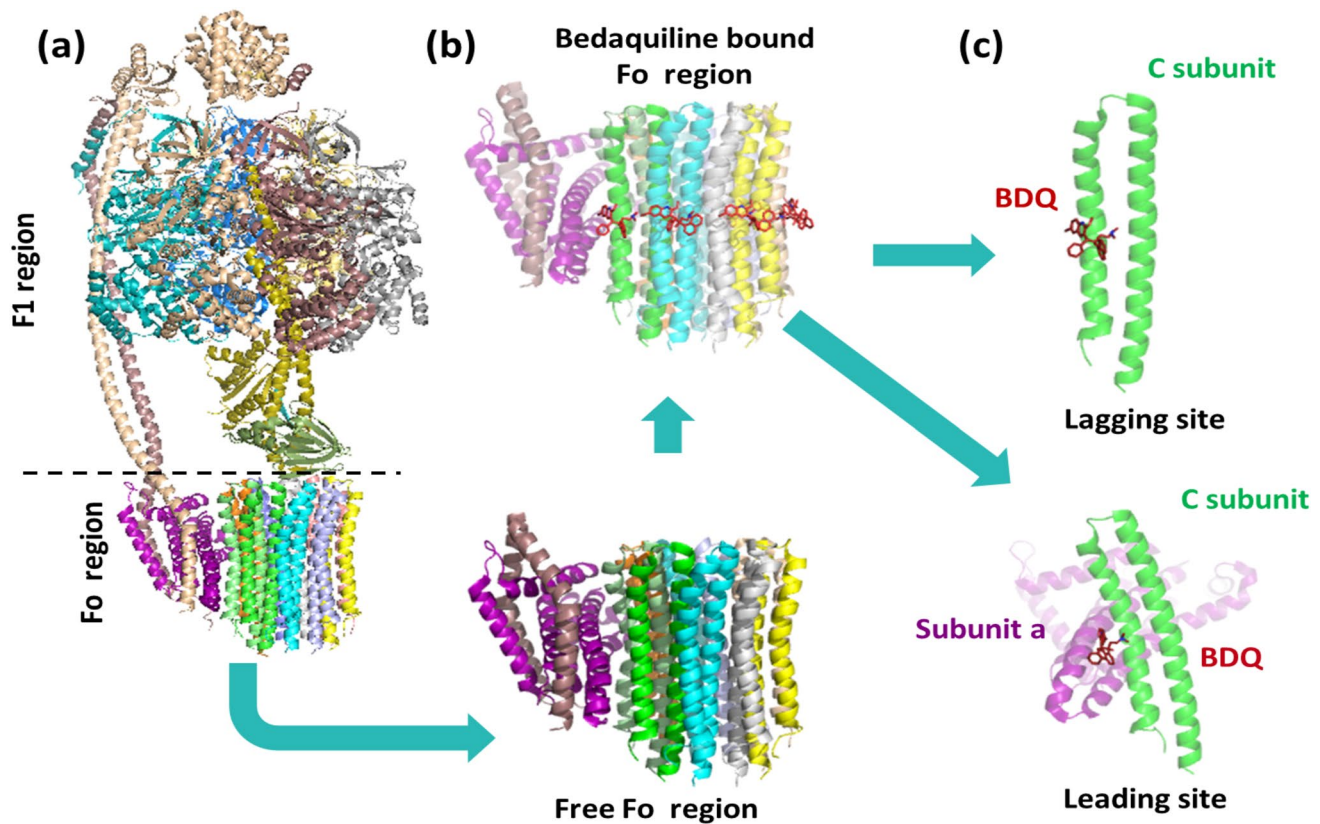 (a)
F1 region
Fo region
(b)
Bedaquiline bound
Fo region
Free Fo region
(c)
C subunit
BDQ
Lagging site
C subunit
Subunit a
BDQ
Leading site